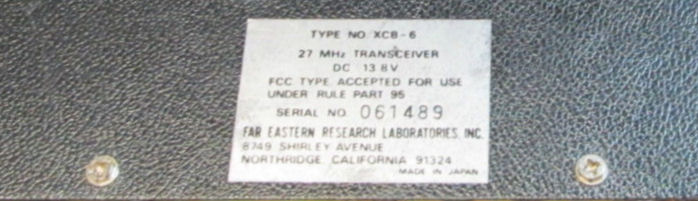 TYPE NO. XCB-6
27 MHz TRANSCEIVER
DC 13.8V
FCC TYPE ACCEPTED FOR USE
UNDER RULE PART 95
SERIAL NO. 061489
FAR EASTERN RESEARCH LABORATORIES, INC.
8749 SHIRLEY AVENUE
NORTHRIDGE, CALIFORNIA 91324
MADE IN JAPAN